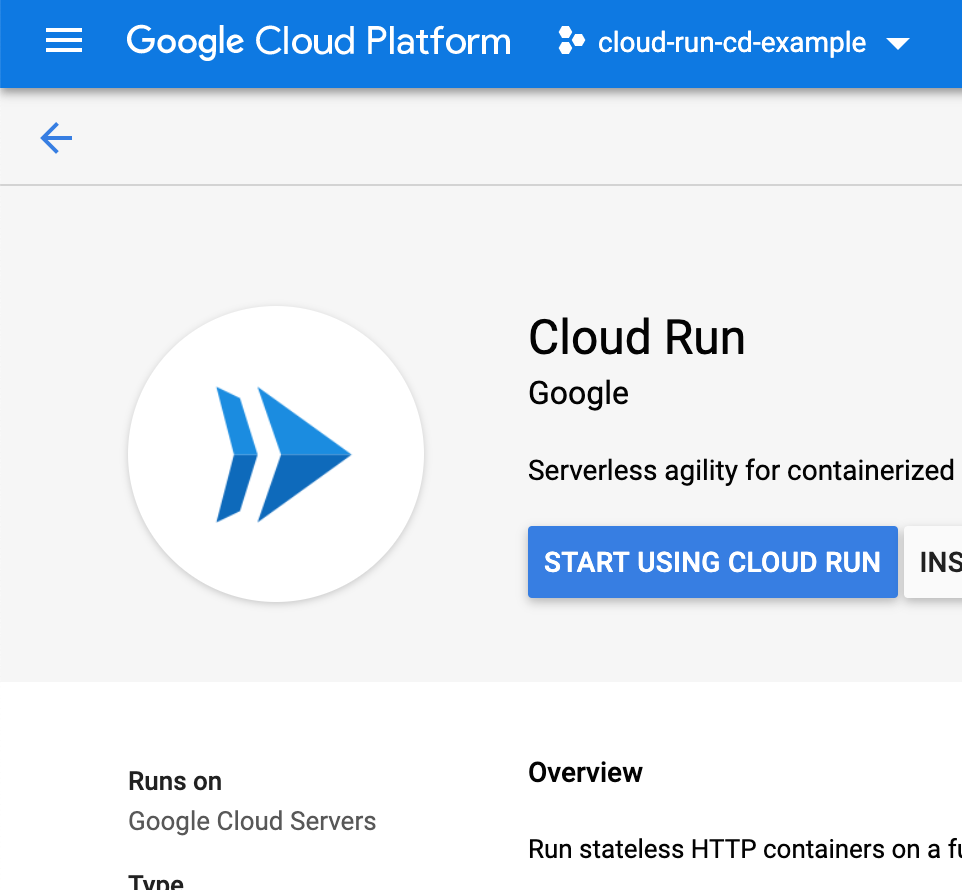 Google Cloud Platform
cloud-run-cd-example
Cloud Run
Google
Serverless agility for containerized
START USING CLOUD RUN
INS
Runs on
Google Cloud Servers
Type
Overview
Run stateless HTTP containers on a fu